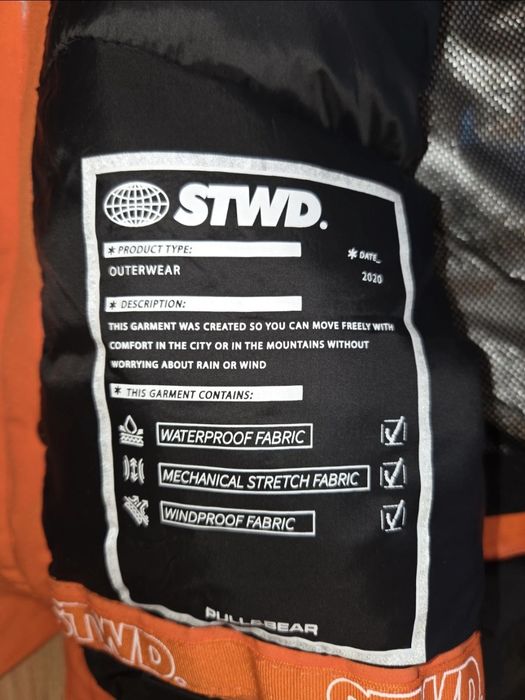 STWD.
* PRODUCT TYPE:
OUTERWEAR
* DATE_
2020
* DESCRIPTION:
THIS GARMENT WAS CREATED SO YOU CAN MOVE FREELY WITH
COMFORT IN THE CITY OR IN THE MOUNTAINS WITHOUT
WORRYING ABOUT RAIN OR WIND
* THIS GARMENT CONTAINS:
WATERPROOF FABRIC
MECHANICAL STRETCH FABRIC
WINDPROOF FABRIC
PULL&BEAR
STWD.
STWD